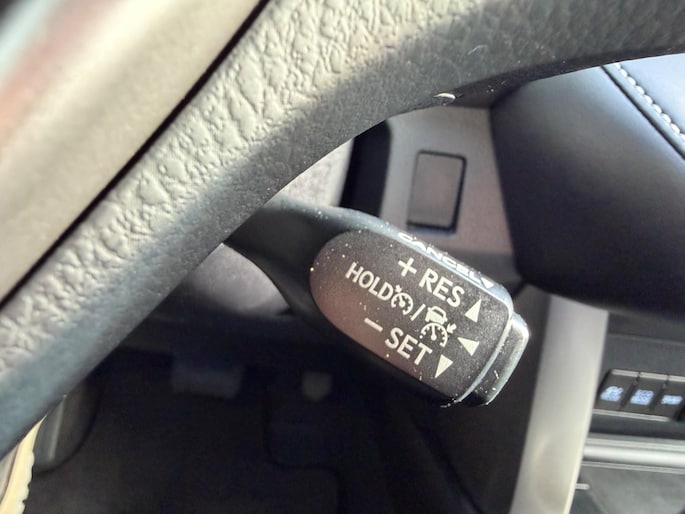 CANCEL
+ RES
HOLD /
− SET